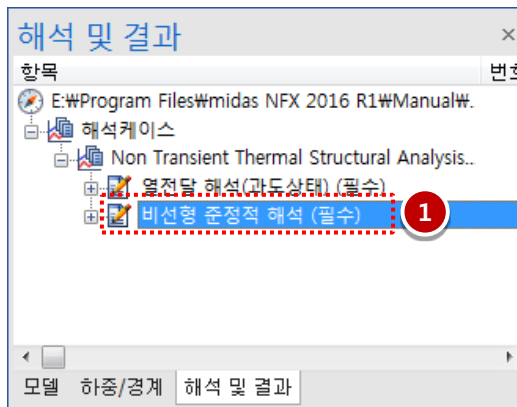 해석 및 결과 ×
항목 번호
E:₩Program Files₩midas NFX 2016 R1₩Manual₩.
해석케이스
Non Transient Thermal Structural Analysis..
열전달 해석(과도상태) (필수)
비선형 준정적 해석 (필수) 1
모델 하중/경계 해석 및 결과